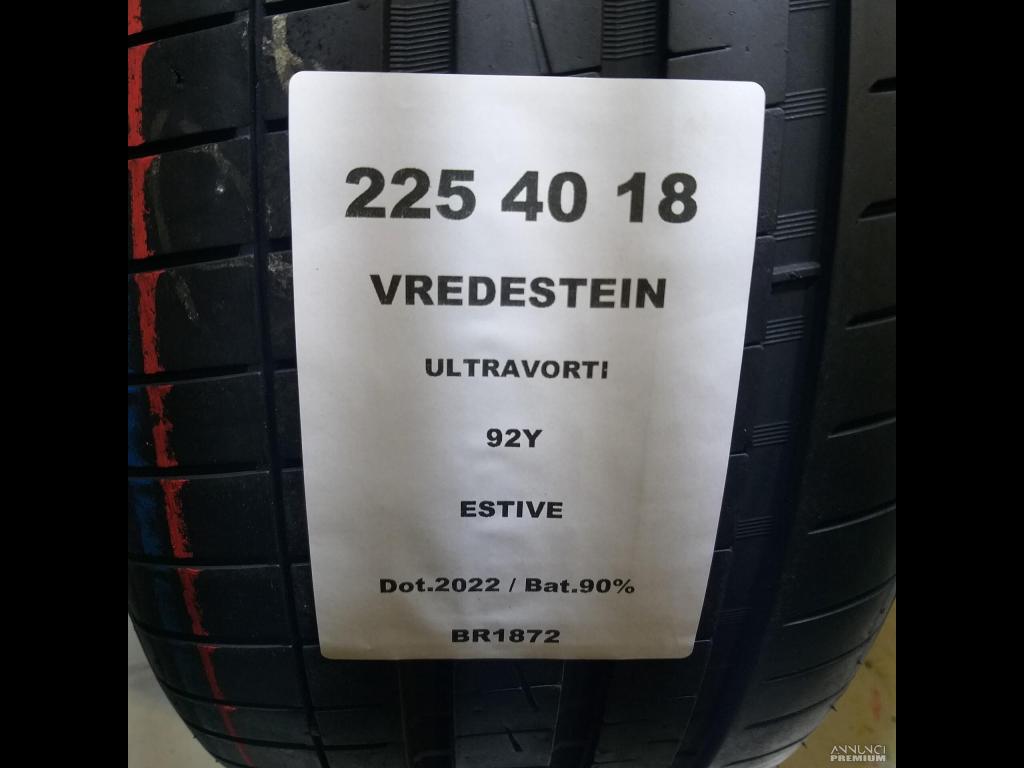 225 40 18
VREDESTEIN
ULTRAVORTI
92Y
ESTIVE
Dot.2022 / Bat.90%
BR1872
ANNUNCI
PREMIUM